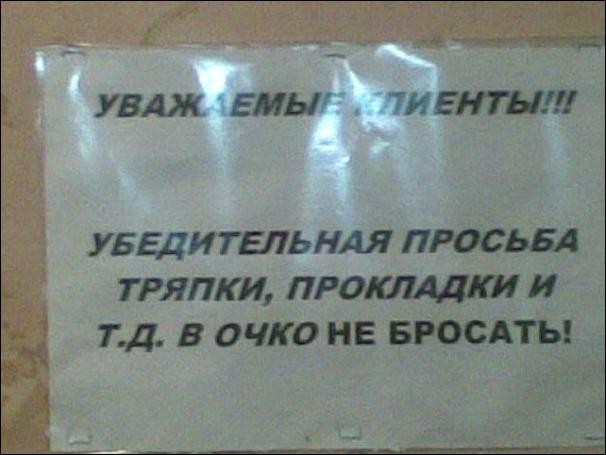 УВАЖАЕМЫЕ КЛИЕНТЫ!!!
УБЕДИТЕЛЬНАЯ ПРОСЬБА
ТРЯПКИ, ПРОКЛАДКИ И
Т.Д. В ОЧКО НЕ БРОСАТЬ!